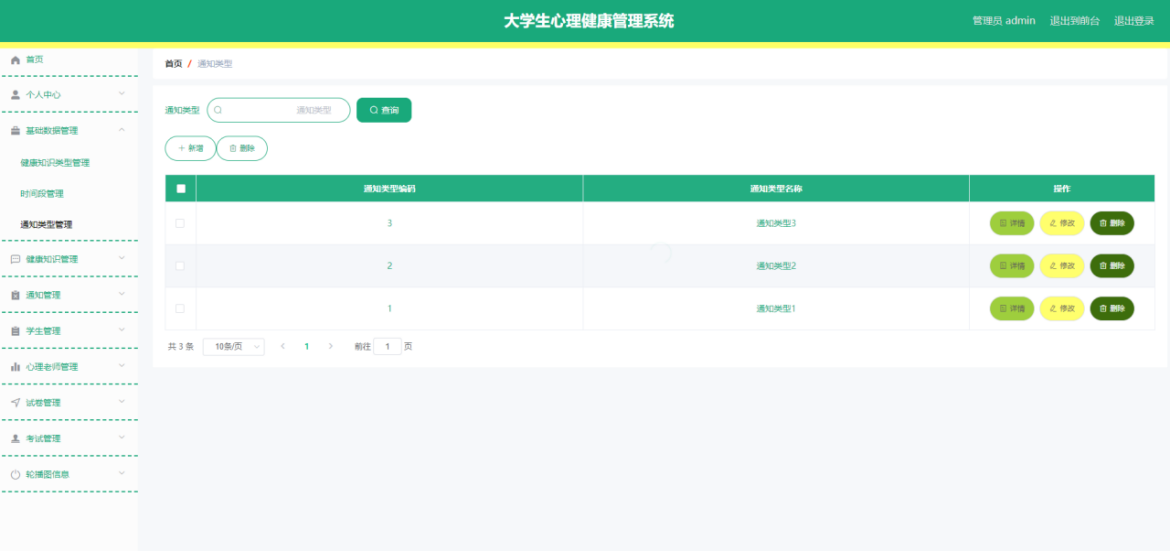 大学生心理健康管理系统
管理员 admin 退出到前台 退出登录
首页
个人中心
基础数据管理
健康知识类型管理
时间段管理
通知类型管理
健康知识管理
通知管理
学生管理
心理老师管理
试卷管理
考试管理
轮播图信息
首页 / 通知类型
通知类型 通知类型 查询
+ 新增 删除
通知类型编码 通知类型名称 操作
3 通知类型3 详情 修改 删除
2 通知类型2 详情 修改 删除
1 通知类型1 详情 修改 删除
共 3 条 10条/页 < 1 > 前往 1 页